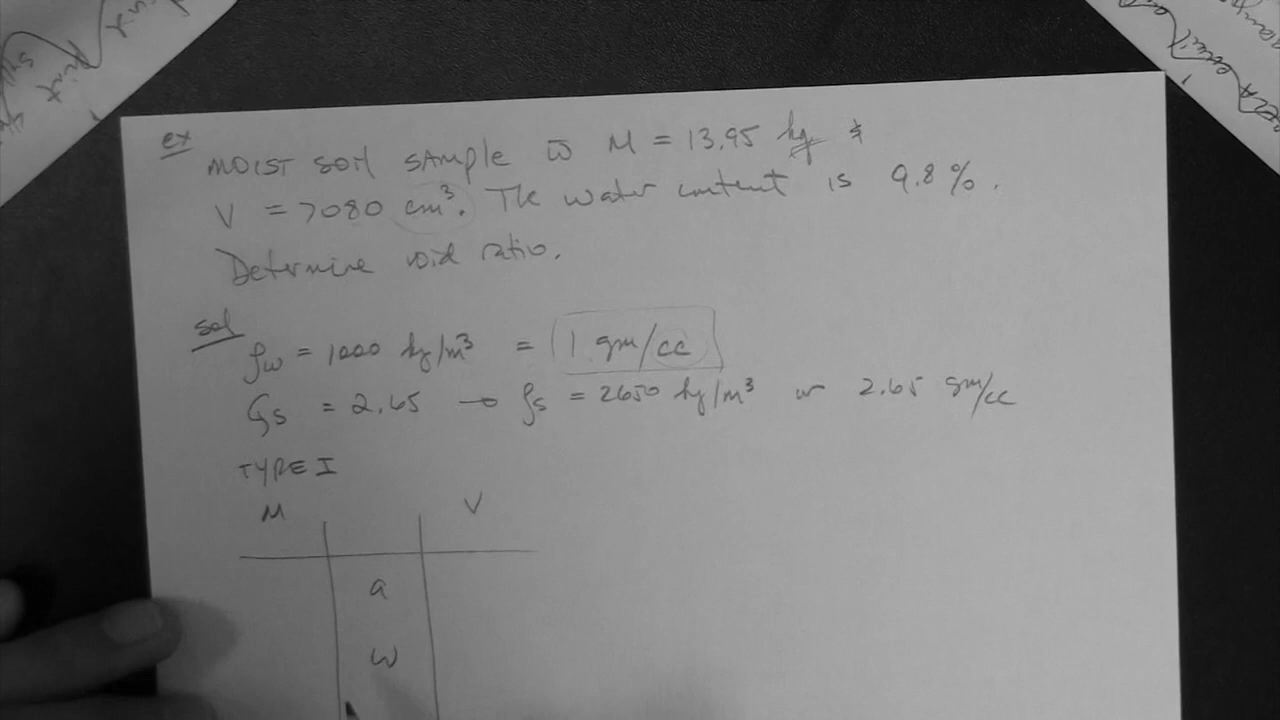 ex
MOIST SOIL SAMPLE w̄ M = 13.95 kg &
V = 7080 cm³. The water content is 9.8%.
Determine void ratio.
Sol
ρw = 1000 kg/m³ = 1 gm/cc
Gs = 2.65 → ρs = 2650 kg/m³ or 2.65 gm/cc
TYPE I
M V
a
w